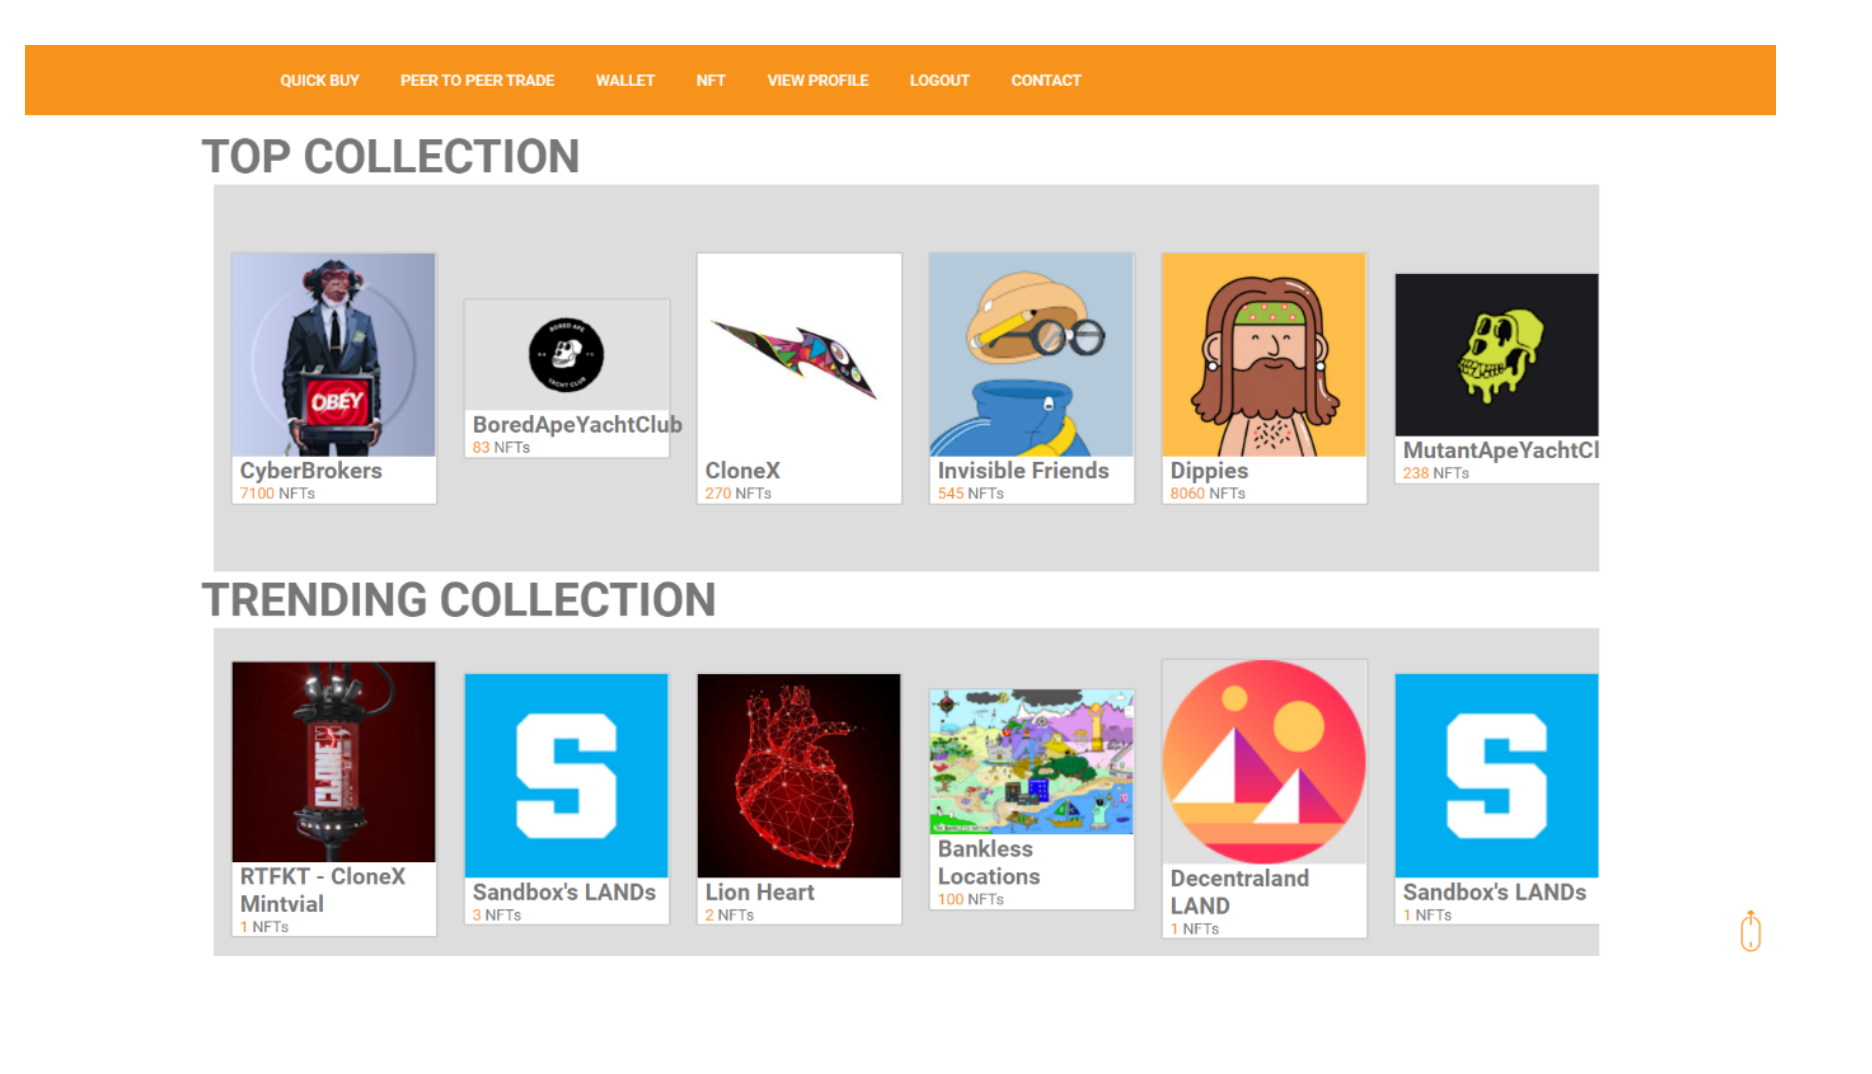 QUICK BUY PEER TO PEER TRADE WALLET NFT VIEW PROFILE LOGOUT CONTACT
TOP COLLECTION
OBEY
CyberBrokers
7100 NFTs
BORED APE
YACHT CLUB
BoredApeYachtClub
83 NFTs
CloneX
270 NFTs
Invisible Friends
545 NFTs
Dippies
8060 NFTs
MutantApeYachtCl
238 NFTs
TRENDING COLLECTION
CLONE
RTFKT - CloneX
Mintvial
1 NFTs
S
Sandbox's LANDs
3 NFTs
Lion Heart
2 NFTs
Bankless
Locations
100 NFTs
Decentraland
LAND
1 NFTs
S
Sandbox's LANDs
1 NFTs